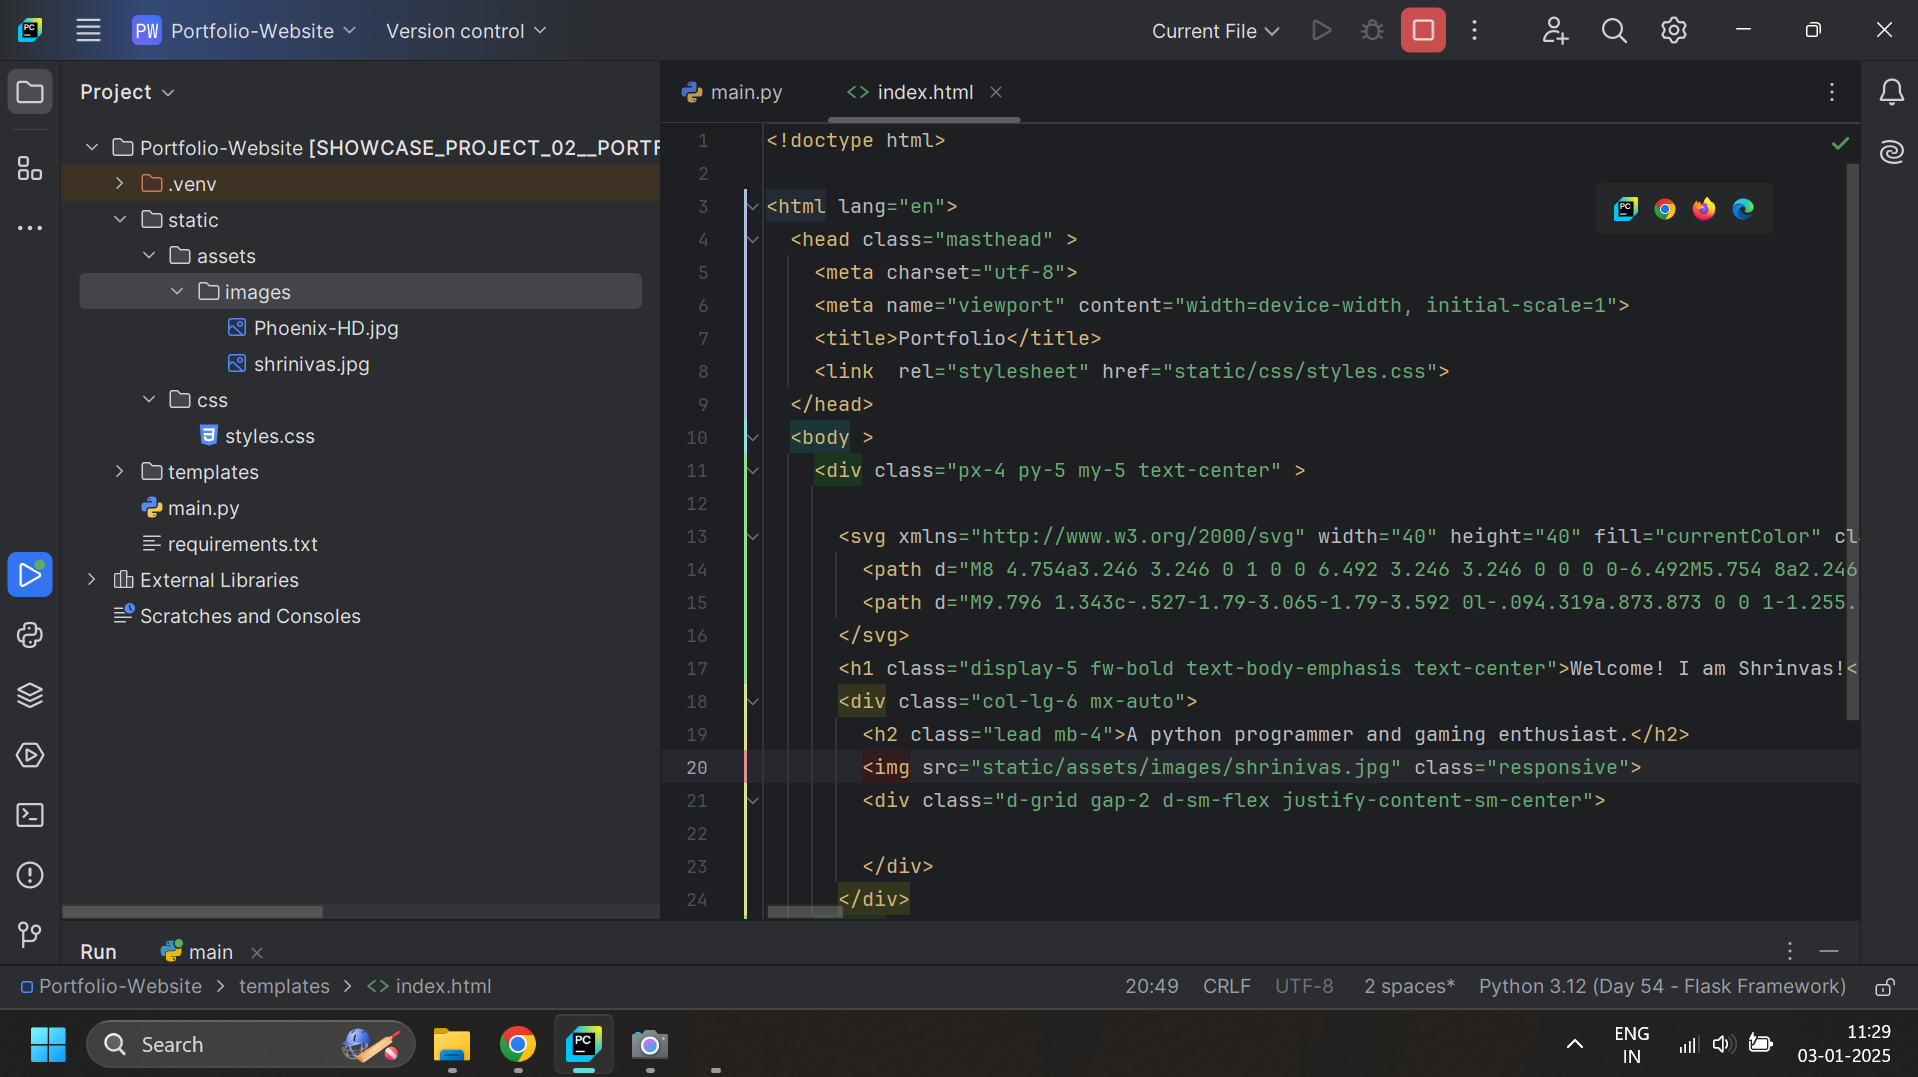 PC
PW Portfolio-Website Version control Current File
Project
main.py index.html
Portfolio-Website [SHOWCASE_PROJECT_02__PORTF
.venv
static
assets
images
Phoenix-HD.jpg
shrinivas.jpg
css
styles.css
templates
main.py
requirements.txt
External Libraries
Scratches and Consoles
1 <!doctype html>
2
3 <html lang="en">
4 <head class="masthead" >
5 <meta charset="utf-8">
6 <meta name="viewport" content="width=device-width, initial-scale=1">
7 <title>Portfolio</title>
8 <link  rel="stylesheet" href="static/css/styles.css">
9 </head>
10 <body >
11 <div class="px-4 py-5 my-5 text-center" >
12
13 <svg xmlns="http://www.w3.org/2000/svg" width="40" height="40" fill="currentColor" cl
14 <path d="M8 4.754a3.246 3.246 0 1 0 0 6.492 3.246 3.246 0 0 0 0-6.492M5.754 8a2.246
15 <path d="M9.796 1.343c-.527-1.79-3.065-1.79-3.592 0l-.094.319a.873.873 0 0 1-1.255.
16 </svg>
17 <h1 class="display-5 fw-bold text-body-emphasis text-center">Welcome! I am Shrinvas!<
18 <div class="col-lg-6 mx-auto">
19 <h2 class="lead mb-4">A python programmer and gaming enthusiast.</h2>
20 <img src="static/assets/images/shrinivas.jpg" class="responsive">
21 <div class="d-grid gap-2 d-sm-flex justify-content-sm-center">
22
23 </div>
24 </div>
PC
Run main
Portfolio-Website > templates > <> index.html 20:49 CRLF UTF-8 2 spaces* Python 3.12 (Day 54 - Flask Framework)
Search
PC
ENG
IN
11:29
03-01-2025